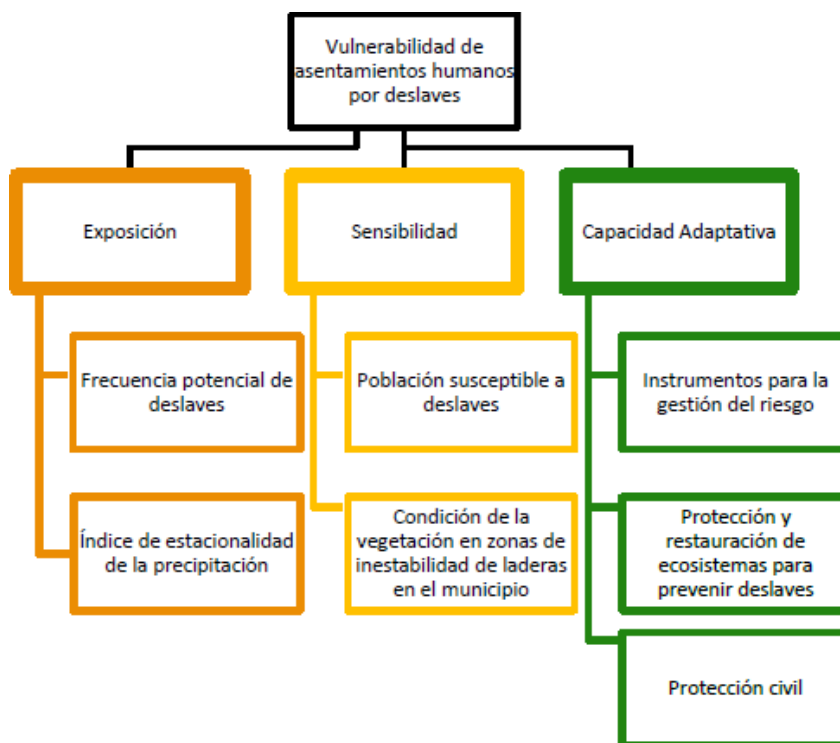 Vulnerabilidad de
asentamientos humanos
por deslaves
Exposición
Sensibilidad
Capacidad Adaptativa
Frecuencia potencial de
deslaves
Población susceptible a
deslaves
Instrumentos para la
gestión del riesgo
Índice de estacionalidad
de la precipitación
Condición de la
vegetación en zonas de
inestabilidad de laderas
en el municipio
Protección y
restauración de
ecosistemas para
prevenir deslaves
Protección civil